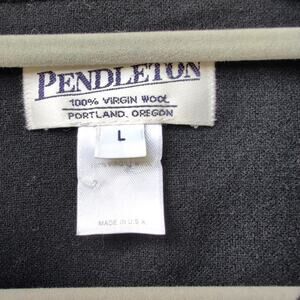 PENDLETON
100% VIRGIN WOOL
PORTLAND, OREGON
L
MADE IN U.S.A.